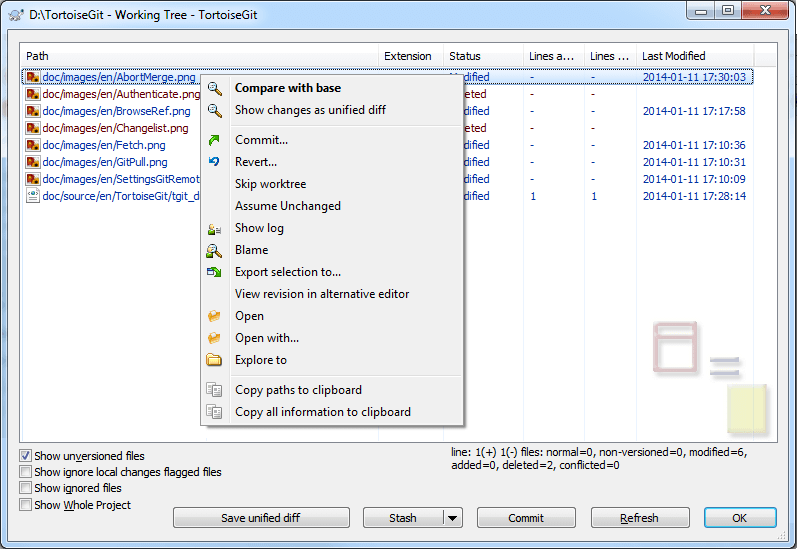 D:\TortoiseGit - Working Tree - TortoiseGit
Path Extension Status Lines a... Lines ... Last Modified
doc/images/en/AbortMerge.png - - 2014-01-11 17:30:03
doc/images/en/Authenticate.png - -
doc/images/en/BrowseRef.png - - 2014-01-11 17:17:58
doc/images/en/Changelist.png - -
doc/images/en/Fetch.png - - 2014-01-11 17:10:36
doc/images/en/GitPull.png - - 2014-01-11 17:10:31
doc/images/en/SettingsGitRemot - - 2014-01-11 17:10:09
doc/source/en/TortoiseGit/tgit_d 1 1 2014-01-11 17:28:14
Compare with base
Show changes as unified diff
Commit...
Revert...
Skip worktree
Assume Unchanged
Show log
Blame
Export selection to...
View revision in alternative editor
Open
Open with...
Explore to
Copy paths to clipboard
Copy all information to clipboard
Show unversioned files
Show ignore local changes flagged files
Show ignored files
Show Whole Project
line: 1(+) 1(-) files: normal=0, non-versioned=0, modified=6,
added=0, deleted=2, conflicted=0
Save unified diff Stash Commit Refresh OK